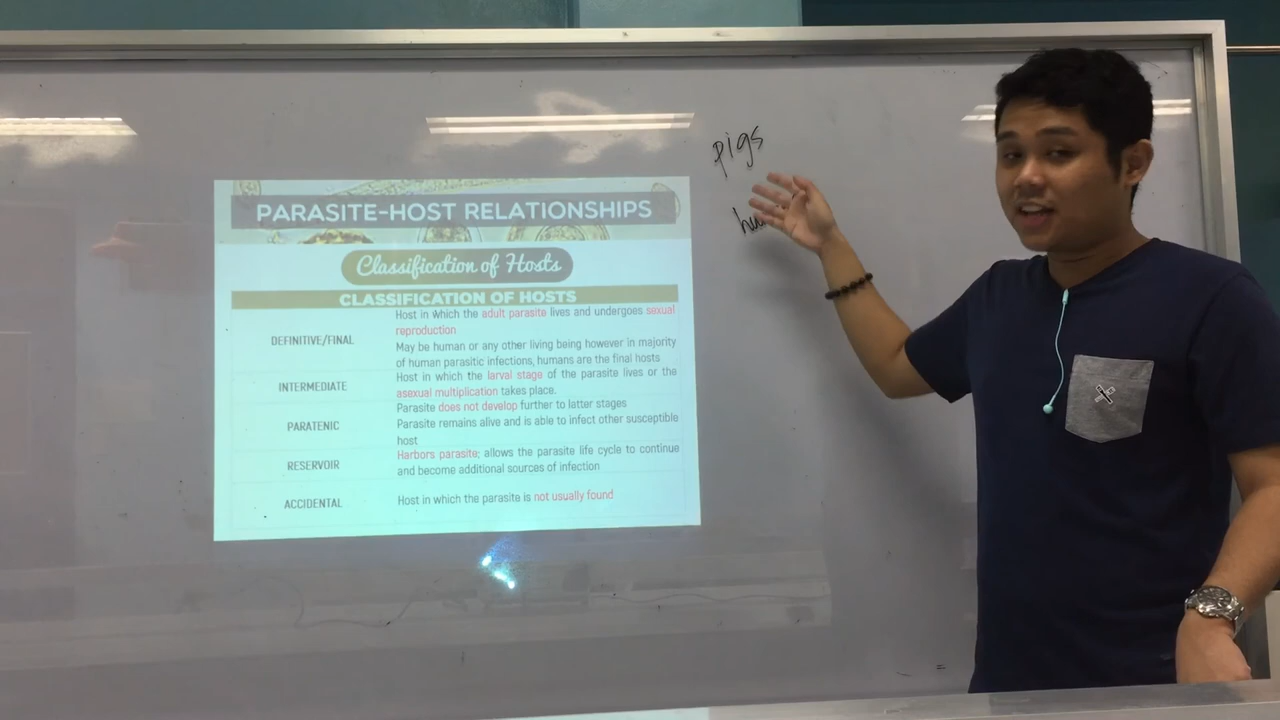 PARASITE-HOST RELATIONSHIPS
Classification of Hosts
CLASSIFICATION OF HOSTS
DEFINITIVE/FINAL
Host in which the adult parasite lives and undergoes sexual
reproduction
May be human or any other living being however in majority
of human parasitic infections, humans are the final hosts
INTERMEDIATE
Host in which the larval stage of the parasite lives or the
asexual multiplication takes place.
PARATENIC
Parasite does not develop further to latter stages
Parasite remains alive and is able to infect other susceptible
host
RESERVOIR
Harbors parasite; allows the parasite life cycle to continue
and become additional sources of infection
ACCIDENTAL
Host in which the parasite is not usually found
pigs